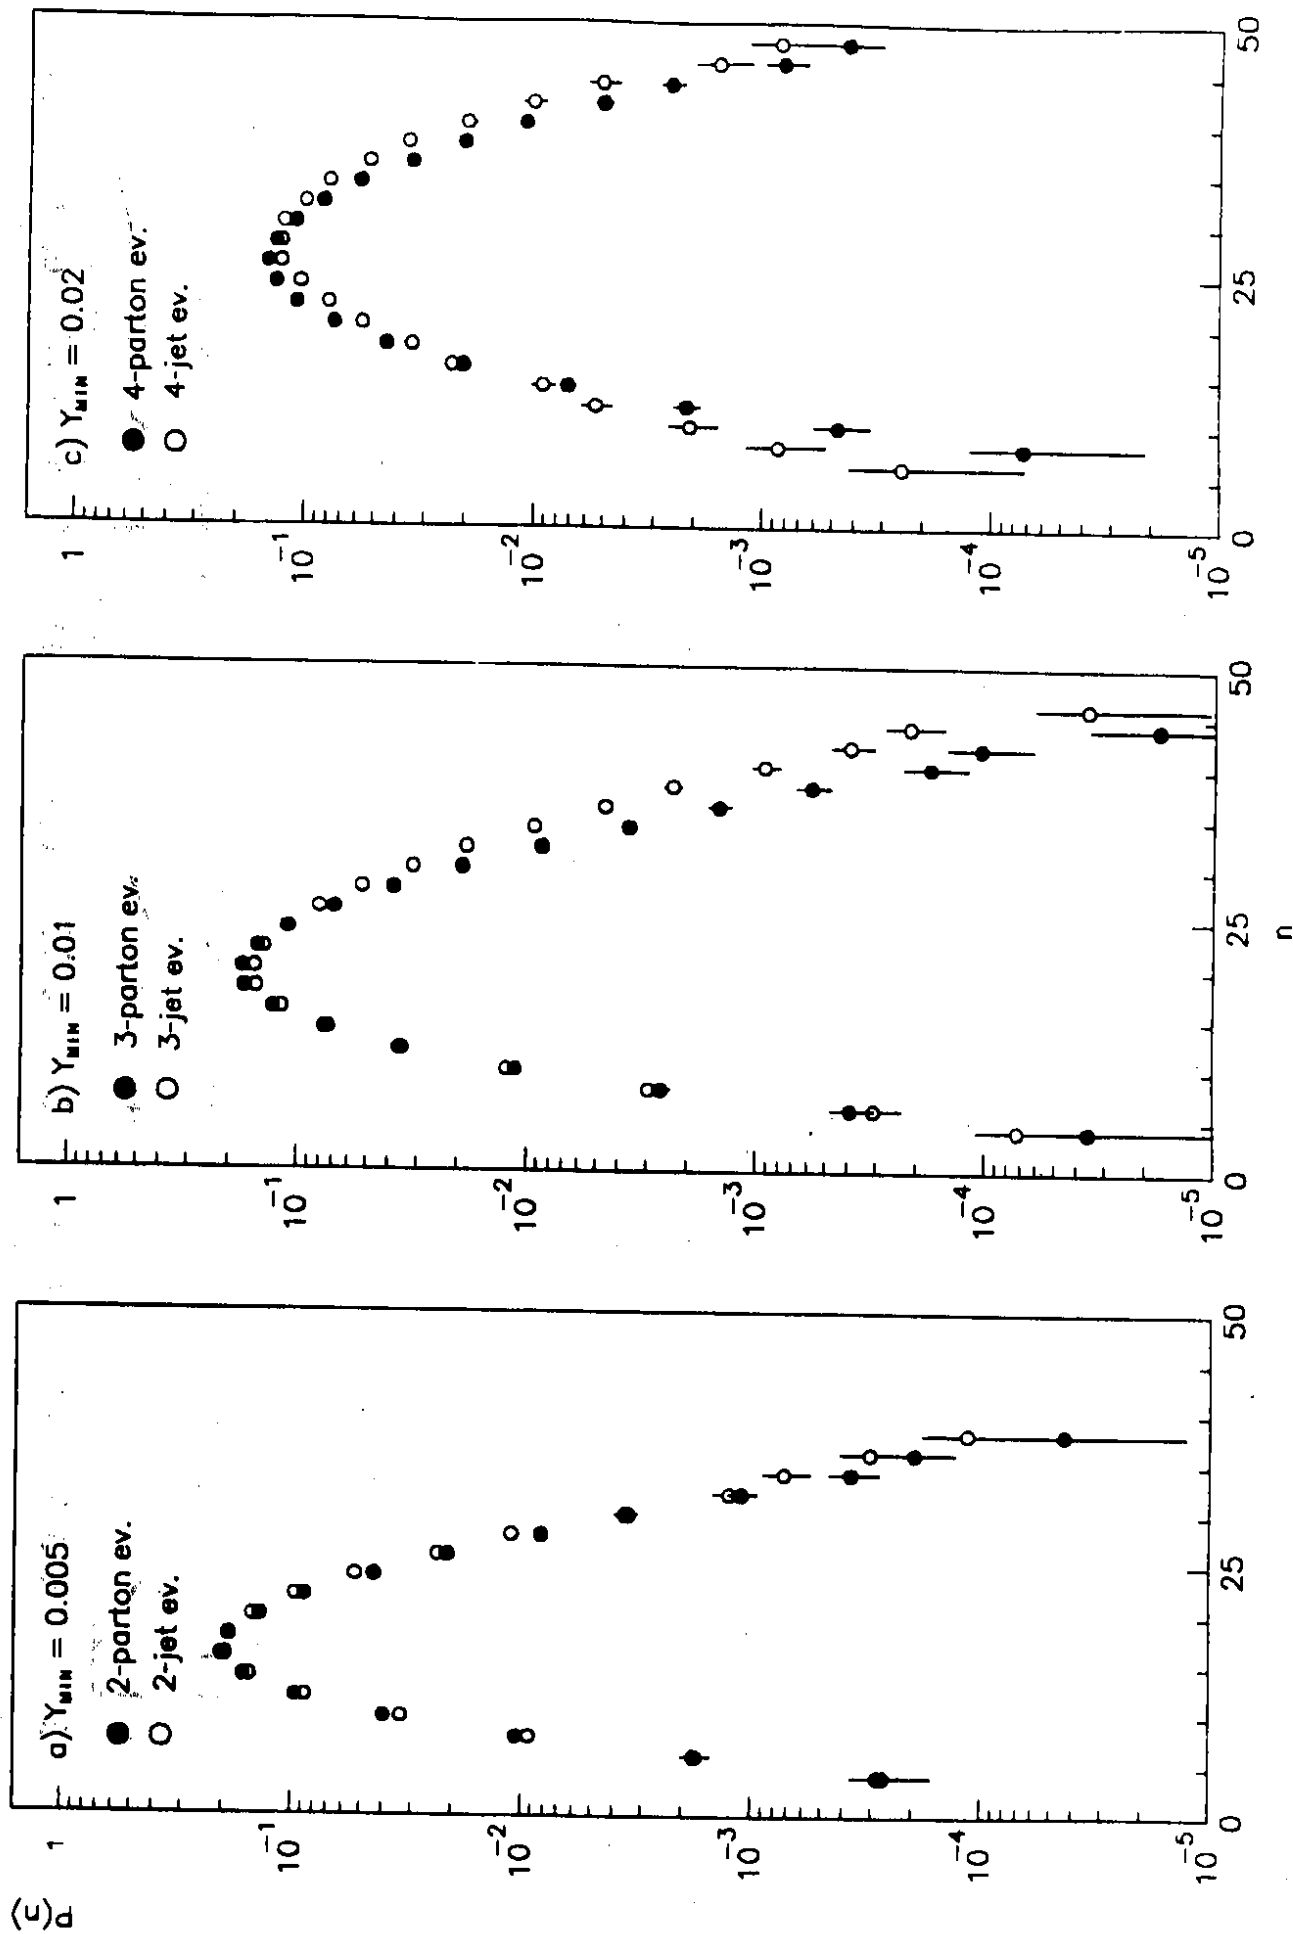 P(n)
a) Y_MIN = 0.005
2-parton ev.
2-jet ev.
1
10^-1
10^-2
10^-3
10^-4
10^-5
0
25
50
b) Y_MIN = 0.01
3-parton ev.
3-jet ev.
1
10^-1
10^-2
10^-3
10^-4
10^-5
0
25
50
n
c) Y_MIN = 0.02
4-parton ev.
4-jet ev.
1
10^-1
10^-2
10^-3
10^-4
10^-5
0
25
50